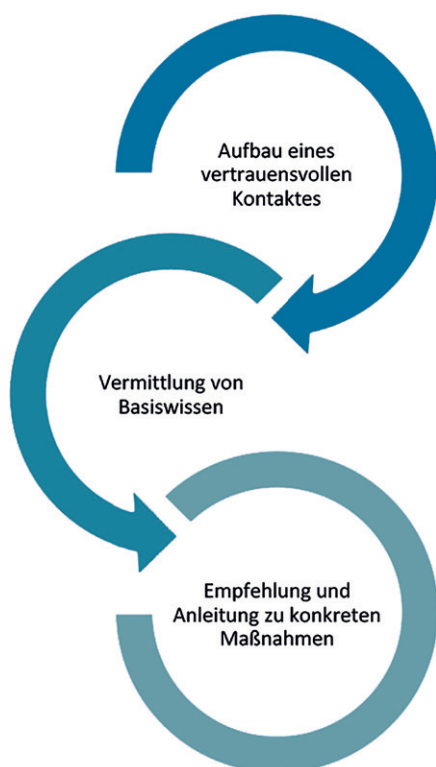 Aufbau eines
vertrauensvollen
Kontaktes
Vermittlung von
Basiswissen
Empfehlung und
Anleitung zu konkreten
Maßnahmen